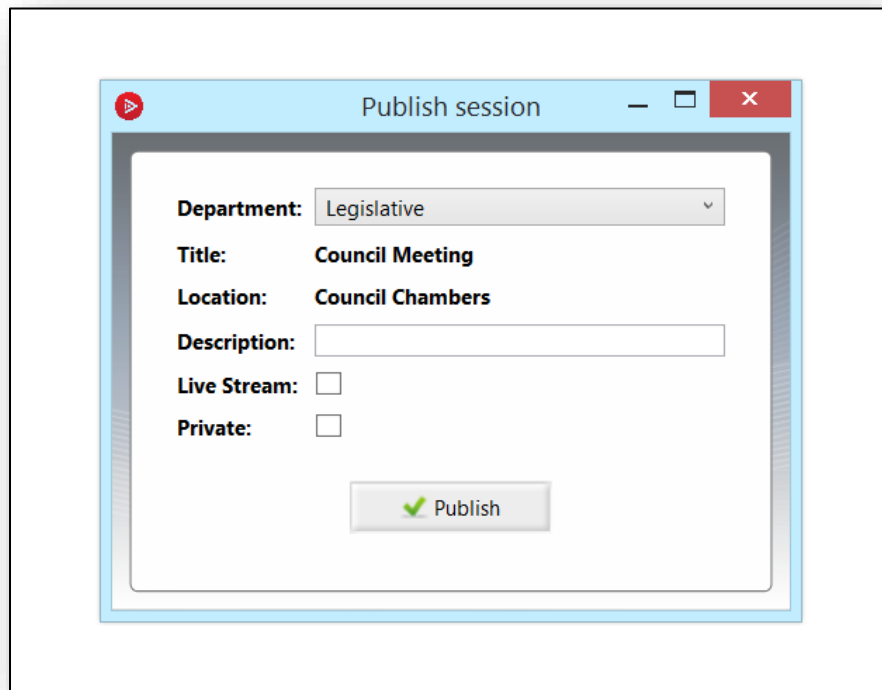 Publish session
Department: Legislative
Title: Council Meeting
Location: Council Chambers
Description:
Live Stream:
Private:
Publish